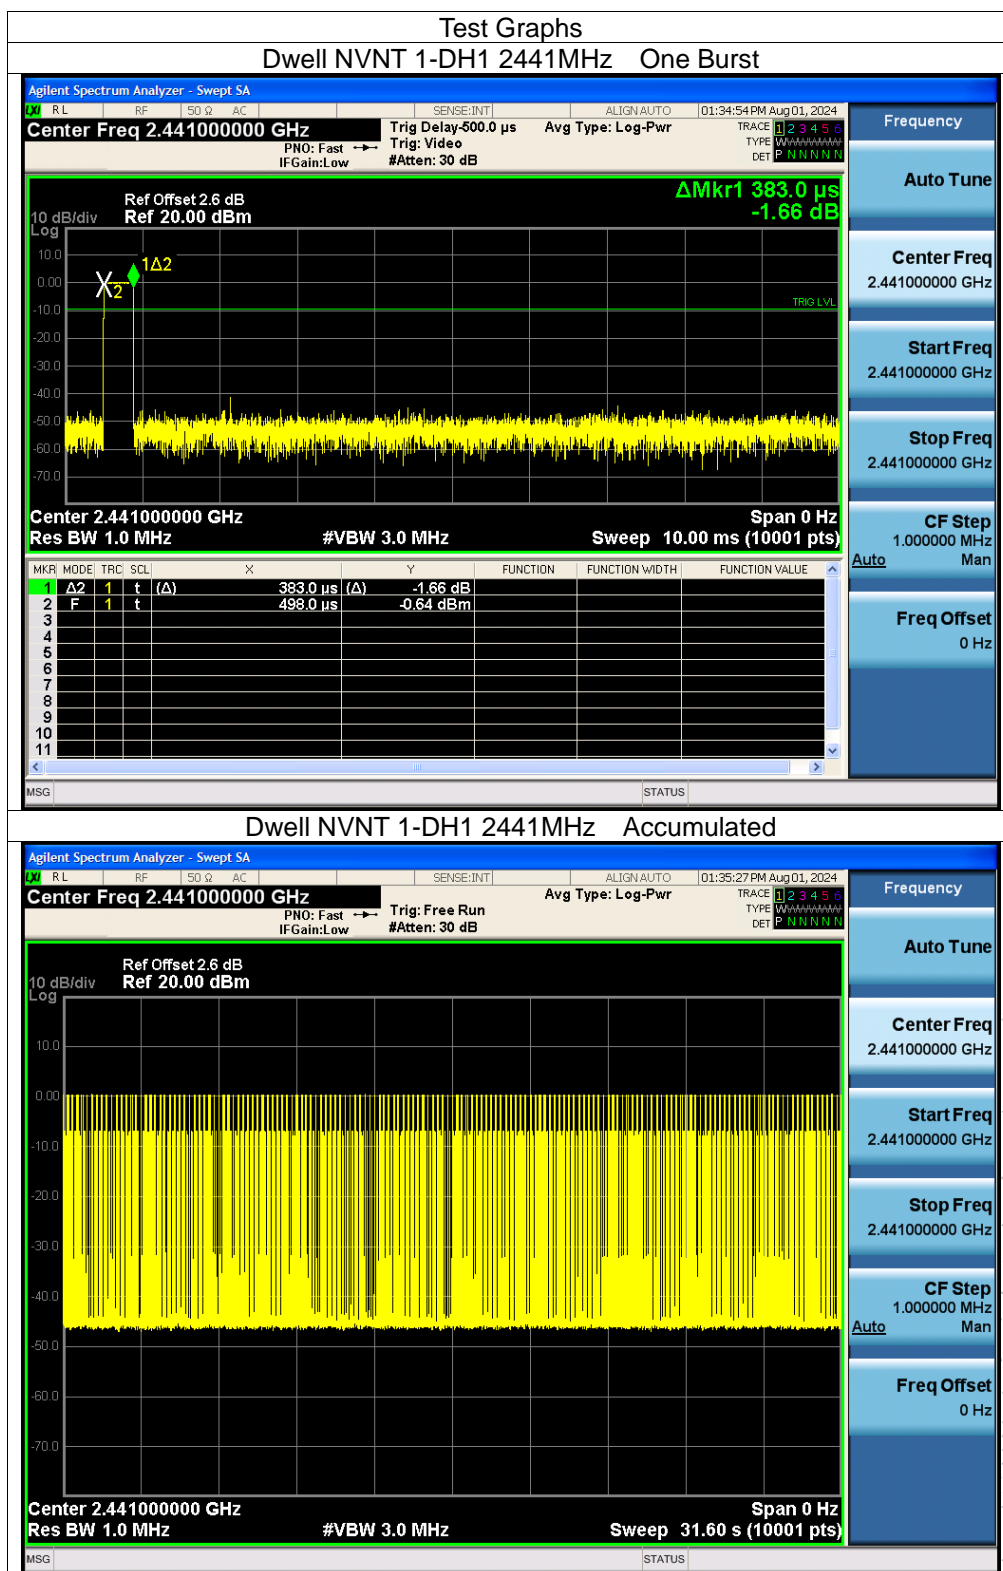 Test Graphs
Dwell NVNT 1-DH1 2441MHz One Burst
Agilent Spectrum Analyzer - Swept SA
LXI RL RF 50 Ω AC SENSE:INT ALIGN AUTO 01:34:54 PM Aug 01, 2024
Center Freq 2.441000000 GHz
PNO: Fast
IFGain:Low
Trig Delay-500.0 µs
Trig: Video
#Atten: 30 dB
Avg Type: Log-Pwr
TRACE 1 2 3 4 5 6
TYPE WWWWWW
DET P N N N N N
Frequency
Auto Tune
Center Freq
2.441000000 GHz
Start Freq
2.441000000 GHz
Stop Freq
2.441000000 GHz
CF Step
1.000000 MHz
Auto Man
Freq Offset
0 Hz
ΔMkr1 383.0 µs
-1.66 dB
Ref Offset 2.6 dB
10 dB/div Ref 20.00 dBm
Log
10.0
0.00
-10.0
-20.0
-30.0
-40.0
-50.0
-60.0
-70.0
1Δ2
X2
TRIG LVL
Center 2.441000000 GHz Span 0 Hz
Res BW 1.0 MHz #VBW 3.0 MHz Sweep 10.00 ms (10001 pts)
MKR MODE TRC SCL X Y FUNCTION FUNCTION WIDTH FUNCTION VALUE
1 Δ2 1 t (Δ) 383.0 µs (Δ) -1.66 dB
2 F 1 t 498.0 µs -0.64 dBm
3
4
5
6
7
8
9
10
11
MSG STATUS
Dwell NVNT 1-DH1 2441MHz Accumulated
Agilent Spectrum Analyzer - Swept SA
LXI RL RF 50 Ω AC SENSE:INT ALIGN AUTO 01:35:27 PM Aug 01, 2024
Center Freq 2.441000000 GHz
PNO: Fast
IFGain:Low
Trig: Free Run
#Atten: 30 dB
Avg Type: Log-Pwr
TRACE 1 2 3 4 5 6
TYPE WWWWWW
DET P N N N N N
Frequency
Auto Tune
Center Freq
2.441000000 GHz
Start Freq
2.441000000 GHz
Stop Freq
2.441000000 GHz
CF Step
1.000000 MHz
Auto Man
Freq Offset
0 Hz
Ref Offset 2.6 dB
10 dB/div Ref 20.00 dBm
Log
10.0
0.00
-10.0
-20.0
-30.0
-40.0
-50.0
-60.0
-70.0
Center 2.441000000 GHz Span 0 Hz
Res BW 1.0 MHz #VBW 3.0 MHz Sweep 31.60 s (10001 pts)
MSG STATUS